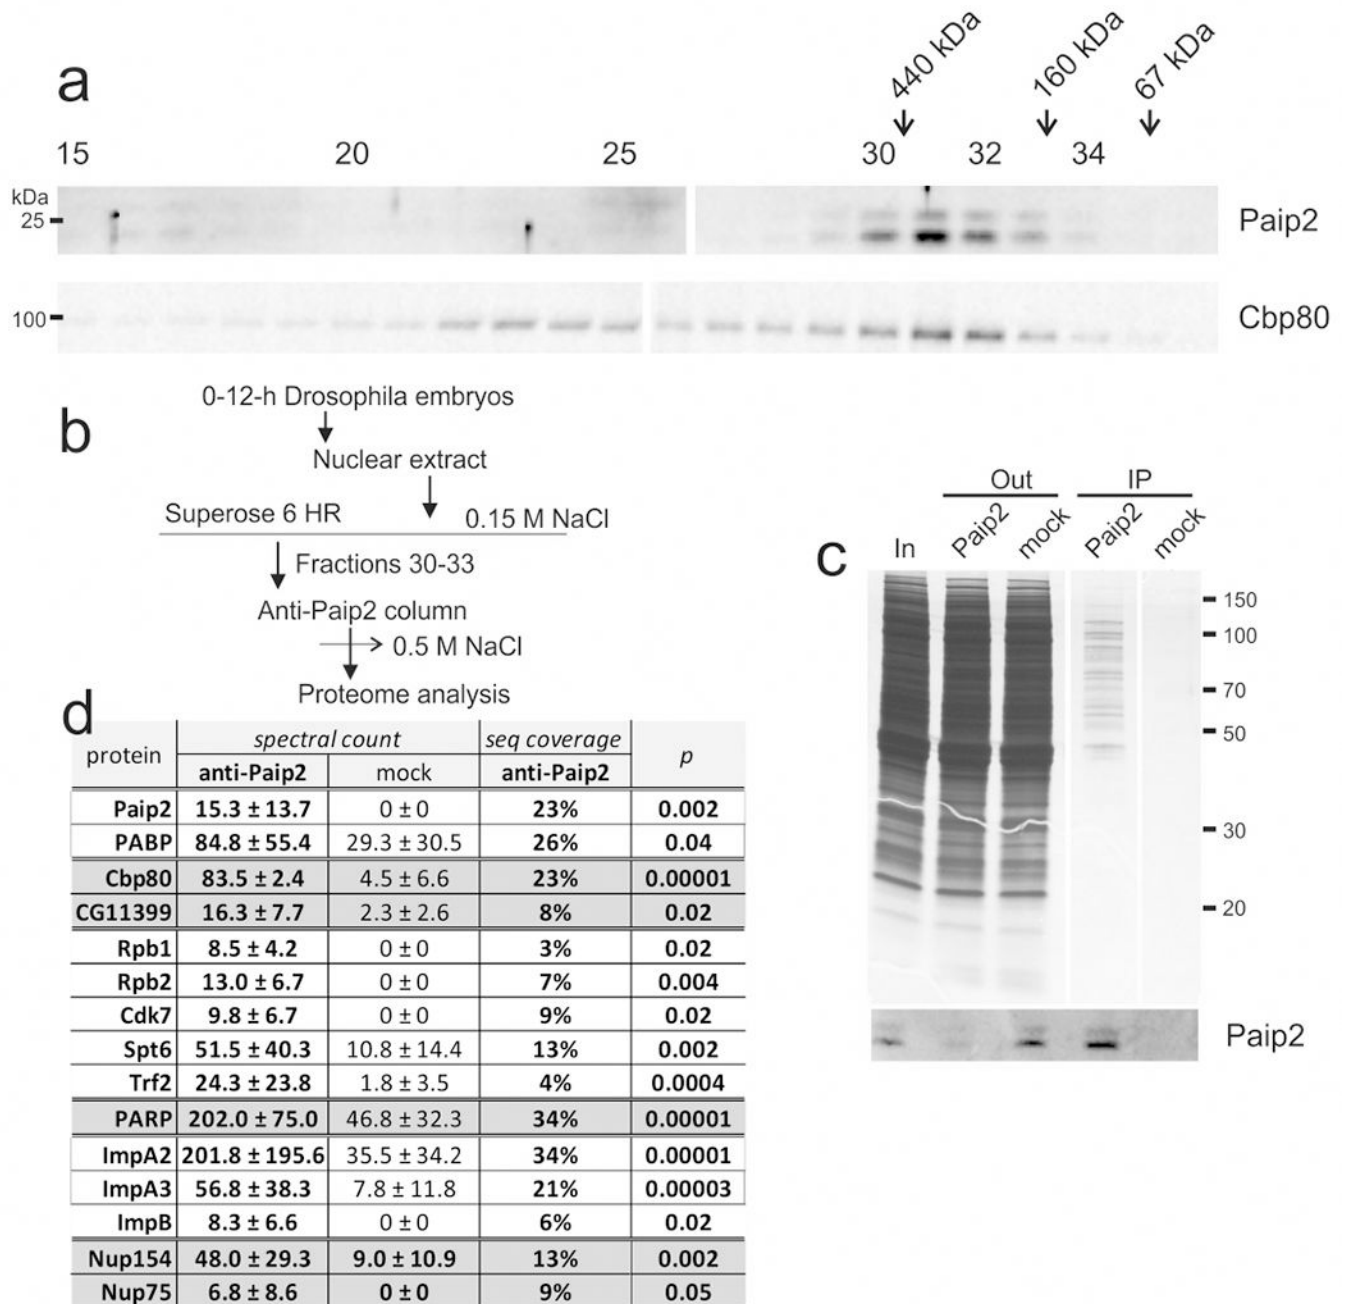 a
440 kDa
160 kDa
67 kDa
15 20 25 30 32 34
kDa
25
Paip2
100
Cbp80
b
0-12-h Drosophila embryos
Nuclear extract
Superose 6 HR 0.15 M NaCl
Fractions 30-33
Anti-Paip2 column
0.5 M NaCl
Proteome analysis
c
Out IP
In Paip2 mock Paip2 mock
150
100
70
50
30
20
Paip2
d
protein spectral count seq coverage p
anti-Paip2 mock anti-Paip2
Paip2 15.3 ± 13.7 0 ± 0 23% 0.002
PABP 84.8 ± 55.4 29.3 ± 30.5 26% 0.04
Cbp80 83.5 ± 2.4 4.5 ± 6.6 23% 0.00001
CG11399 16.3 ± 7.7 2.3 ± 2.6 8% 0.02
Rpb1 8.5 ± 4.2 0 ± 0 3% 0.02
Rpb2 13.0 ± 6.7 0 ± 0 7% 0.004
Cdk7 9.8 ± 6.7 0 ± 0 9% 0.02
Spt6 51.5 ± 40.3 10.8 ± 14.4 13% 0.002
Trf2 24.3 ± 23.8 1.8 ± 3.5 4% 0.0004
PARP 202.0 ± 75.0 46.8 ± 32.3 34% 0.00001
ImpA2 201.8 ± 195.6 35.5 ± 34.2 34% 0.00001
ImpA3 56.8 ± 38.3 7.8 ± 11.8 21% 0.00003
ImpB 8.3 ± 6.6 0 ± 0 6% 0.02
Nup154 48.0 ± 29.3 9.0 ± 10.9 13% 0.002
Nup75 6.8 ± 8.6 0 ± 0 9% 0.05